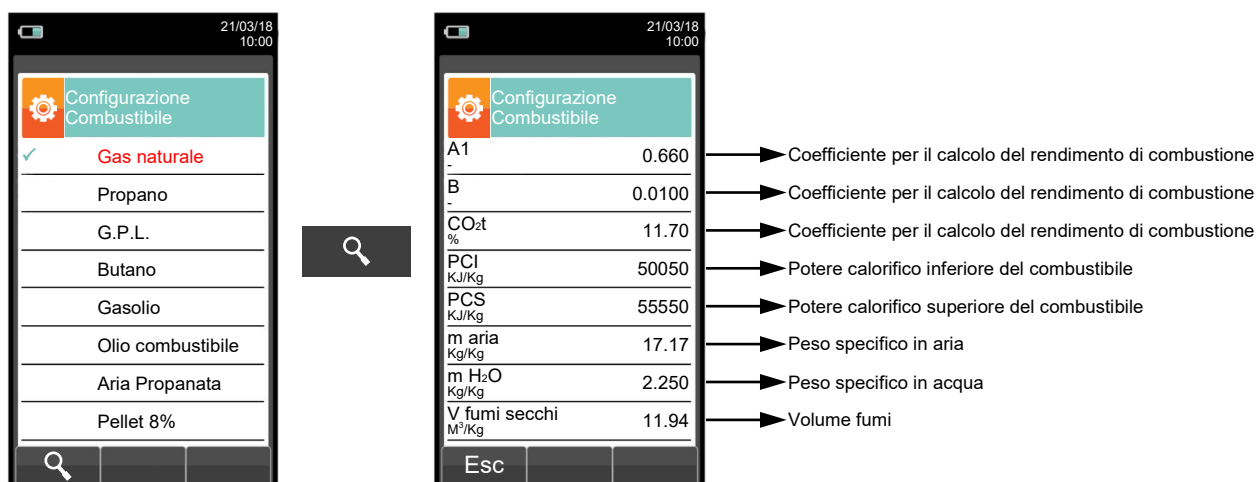 21/03/18
10:00
Configurazione
Combustibile
✓ Gas naturale
Propano
G.P.L.
Butano
Gasolio
Olio combustibile
Aria Propanata
Pellet 8%
21/03/18
10:00
Configurazione
Combustibile
A1
-
0.660
Coefficiente per il calcolo del rendimento di combustione
B
-
0.0100
Coefficiente per il calcolo del rendimento di combustione
CO₂t
%
11.70
Coefficiente per il calcolo del rendimento di combustione
PCI
KJ/Kg
50050
Potere calorifico inferiore del combustibile
PCS
KJ/Kg
55550
Potere calorifico superiore del combustibile
m aria
Kg/Kg
17.17
Peso specifico in aria
m H₂O
Kg/Kg
2.250
Peso specifico in acqua
V fumi secchi
M³/Kg
11.94
Volume fumi
Esc